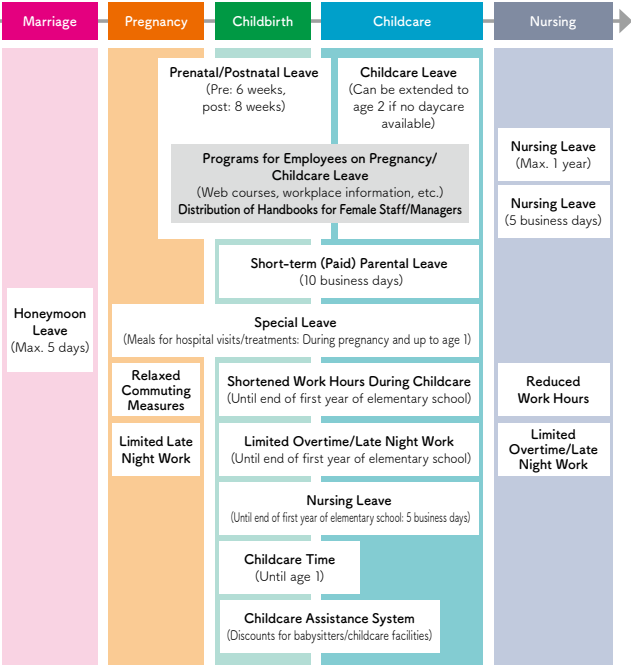 Marriage
Pregnancy
Childbirth
Childcare
Nursing
Prenatal/Postnatal Leave
(Pre: 6 weeks,
post: 8 weeks)
Childcare Leave
(Can be extended to
age 2 if no daycare
available)
Programs for Employees on Pregnancy/
Childcare Leave
(Web courses, workplace information, etc.)
Distribution of Handbooks for Female Staff/Managers
Nursing Leave
(Max. 1 year)
Nursing Leave
(5 business days)
Short-term (Paid) Parental Leave
(10 business days)
Honeymoon
Leave
(Max. 5 days)
Special Leave
(Meals for hospital visits/treatments: During pregnancy and up to age 1)
Relaxed
Commuting
Measures
Shortened Work Hours During Childcare
(Until end of first year of elementary school)
Reduced
Work Hours
Limited Late
Night Work
Limited Overtime/Late Night Work
(Until end of first year of elementary school)
Limited
Overtime/Late
Night Work
Nursing Leave
(Until end of first year of elementary school: 5 business days)
Childcare Time
(Until age 1)
Childcare Assistance System
(Discounts for babysitters/childcare facilities)